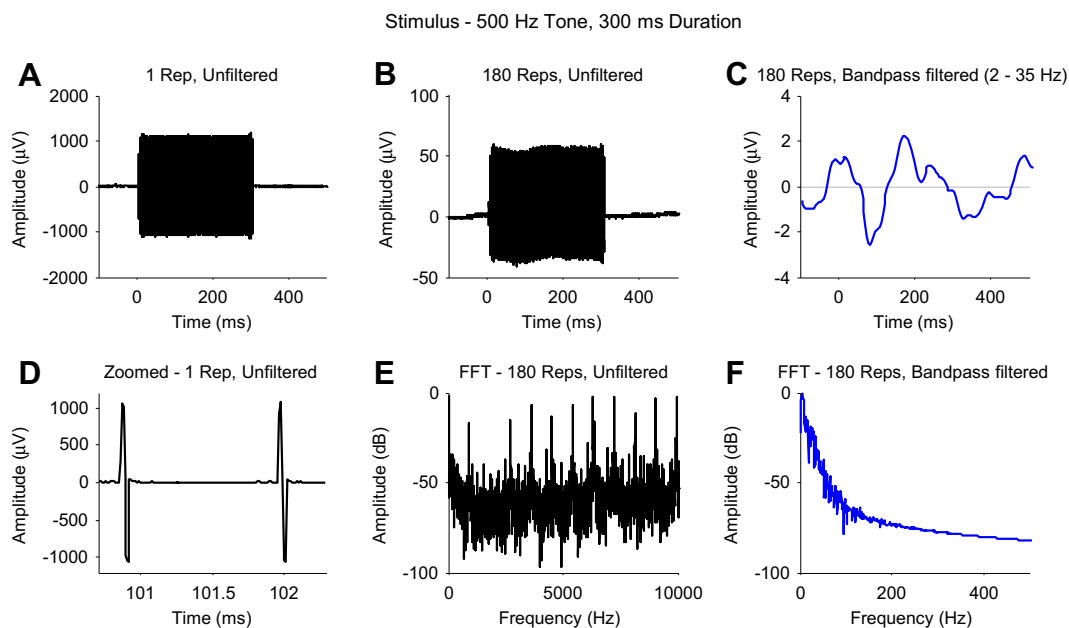 Stimulus - 500 Hz Tone, 300 ms Duration
A
1 Rep, Unfiltered
2000
1000
0
-1000
-2000
Amplitude (µV)
0
200
400
Time (ms)
B
180 Reps, Unfiltered
100
50
0
-50
Amplitude (µV)
0
200
400
Time (ms)
C
180 Reps, Bandpass filtered (2 - 35 Hz)
4
2
0
-2
-4
Amplitude (µV)
0
200
400
Time (ms)
D
Zoomed - 1 Rep, Unfiltered
1000
500
0
-500
-1000
Amplitude (µV)
101
101.5
102
Time (ms)
E
FFT - 180 Reps, Unfiltered
0
-50
-100
Amplitude (dB)
0
5000
10000
Frequency (Hz)
F
FFT - 180 Reps, Bandpass filtered
0
-50
-100
Amplitude (dB)
0
200
400
Frequency (Hz)